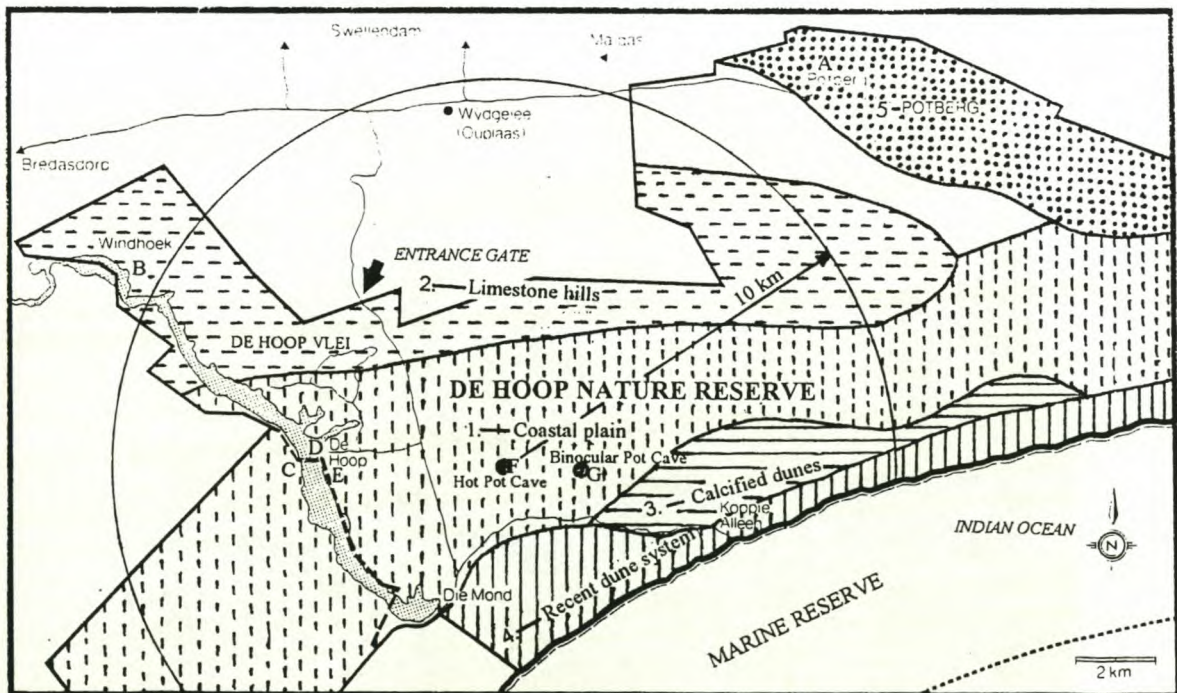 Swellendam
A
5 POTBERG
Wydgelee
(Ouplaas)
Bredasdorp
Windhoek
B
ENTRANCE GATE
2. Limestone hills
10 km
DE HOOP VLEI
DE HOOP NATURE RESERVE
1. Coastal plain
D De
Hoop
C E
F
Hot Pot Cave
Binocular Pot Cave
G
3. Calcified dunes
Koppie
Alleen
INDIAN OCEAN
N
4. Recent dune system
Die Mond
MARINE RESERVE
2 km